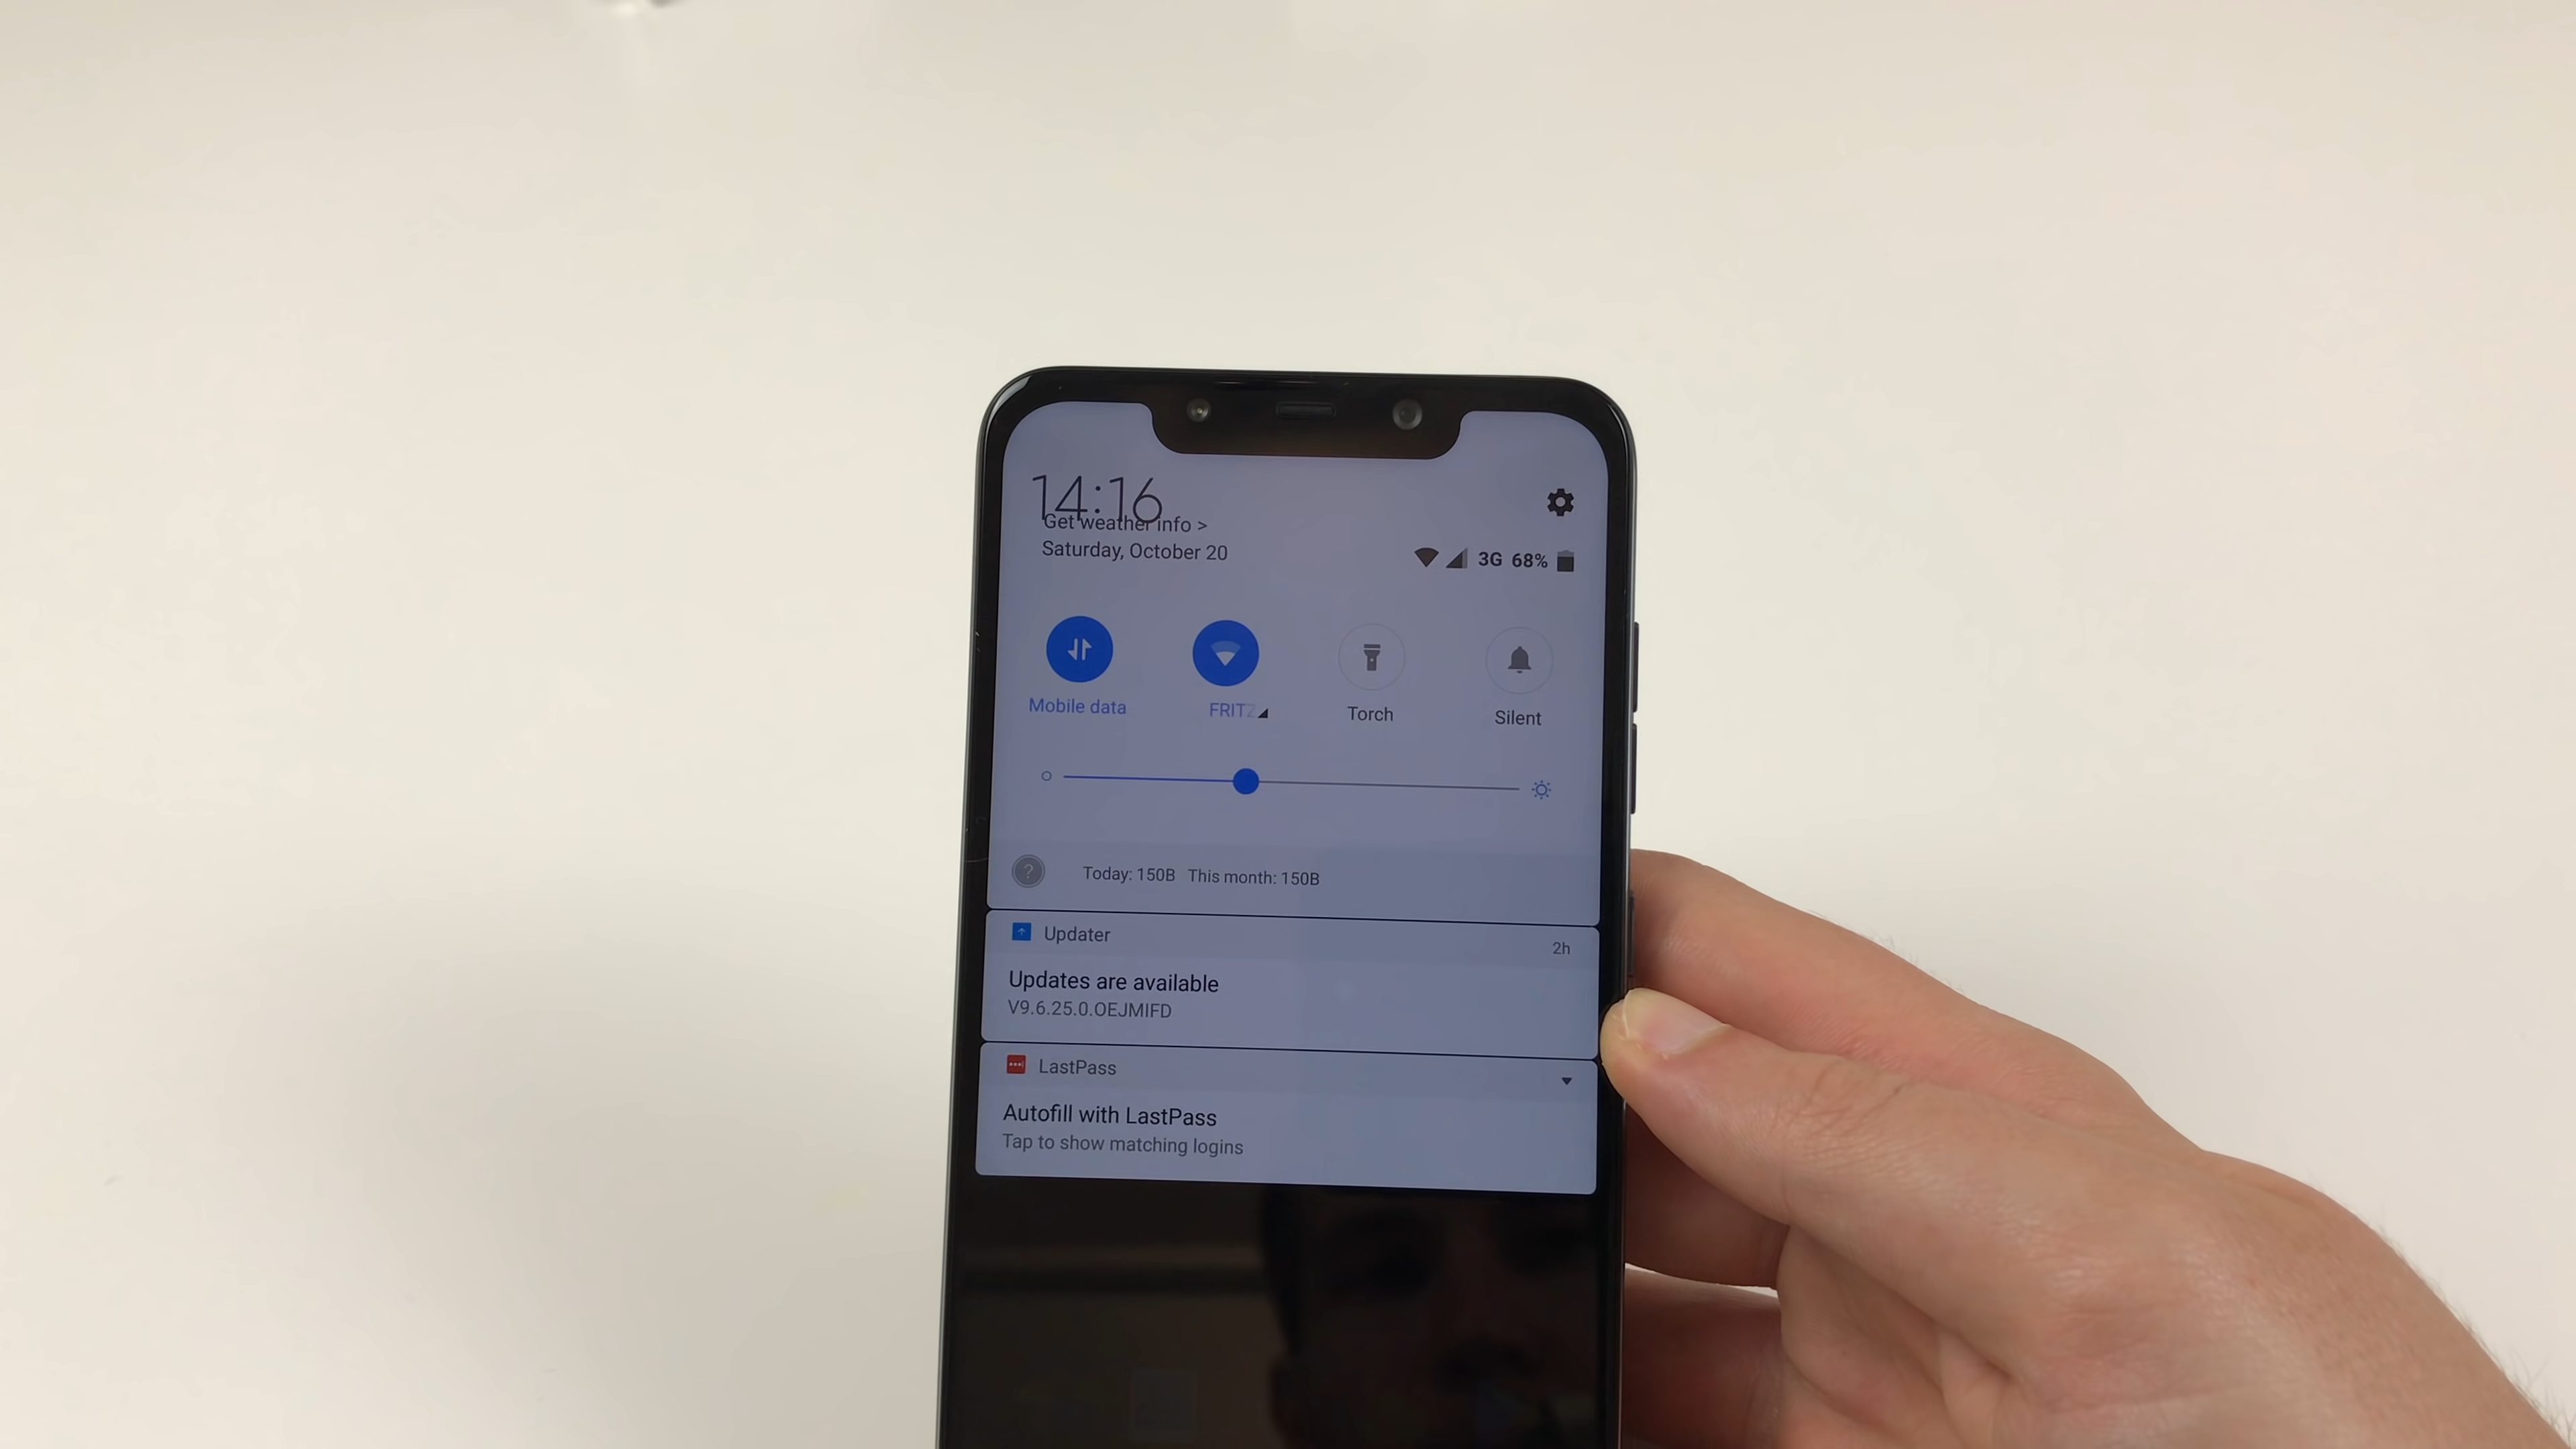 14:16
Get weather info >
Saturday, October 20
3G 68%
Mobile data
FRITZ
Torch
Silent
? Today: 150B This month: 150B
Updater
2h
Updates are available
V9.6.25.0.OEJMIFD
LastPass
Autofill with LastPass
Tap to show matching logins